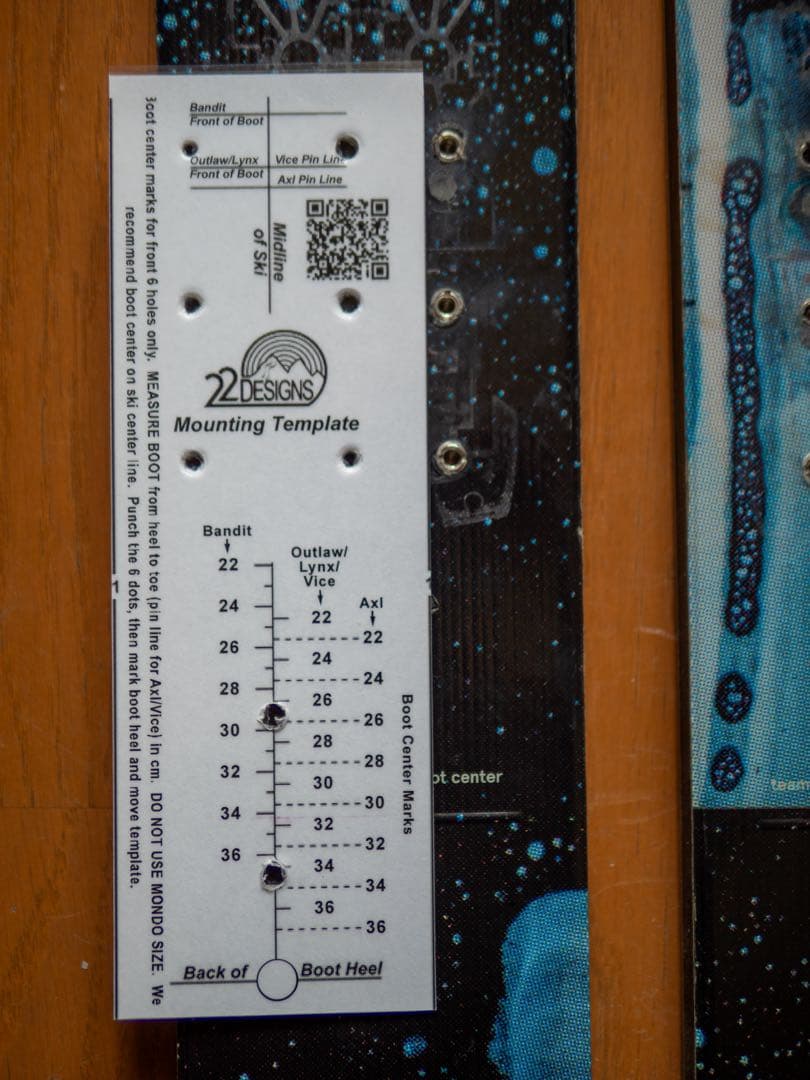 Bandit
Front of Boot
Outlaw/Lynx
Front of Boot
Vice Pin Line
Axl Pin Line
Midline
of Ski
22 DESIGNS
Mounting Template
Boot center marks for front 6 holes only. MEASURE BOOT from heel to toe (pin line for Axl/Vice) in cm. DO NOT USE MONDO SIZE. We
recommend boot center on ski center line. Punch the 6 dots, then mark boot heel and move template.
Bandit
22
24
26
28
30
32
34
36
Outlaw/
Lynx/
Vice
22
24
26
28
30
32
34
36
Axl
22
24
26
28
30
32
34
36
Boot Center Marks
Back of Boot Heel
ot center
team